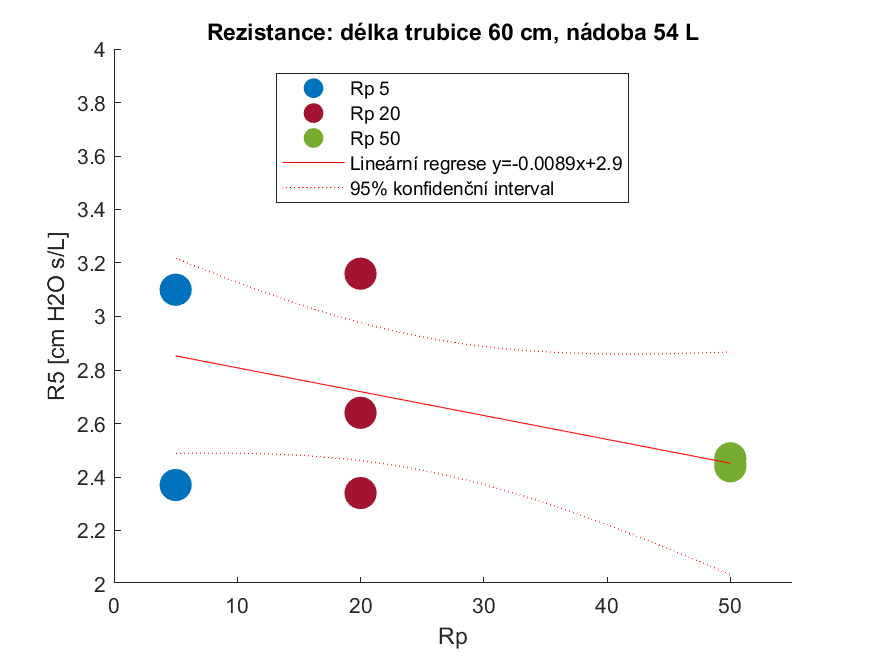 Rezistance: délka trubice 60 cm, nádoba 54 L
Rp 5
Rp 20
Rp 50
Lineární regrese y=-0.0089x+2.9
95% konfidenční interval
R5 [cm H2O s/L]
4
3.8
3.6
3.4
3.2
3
2.8
2.6
2.4
2.2
2
0 10 20 30 40 50
Rp